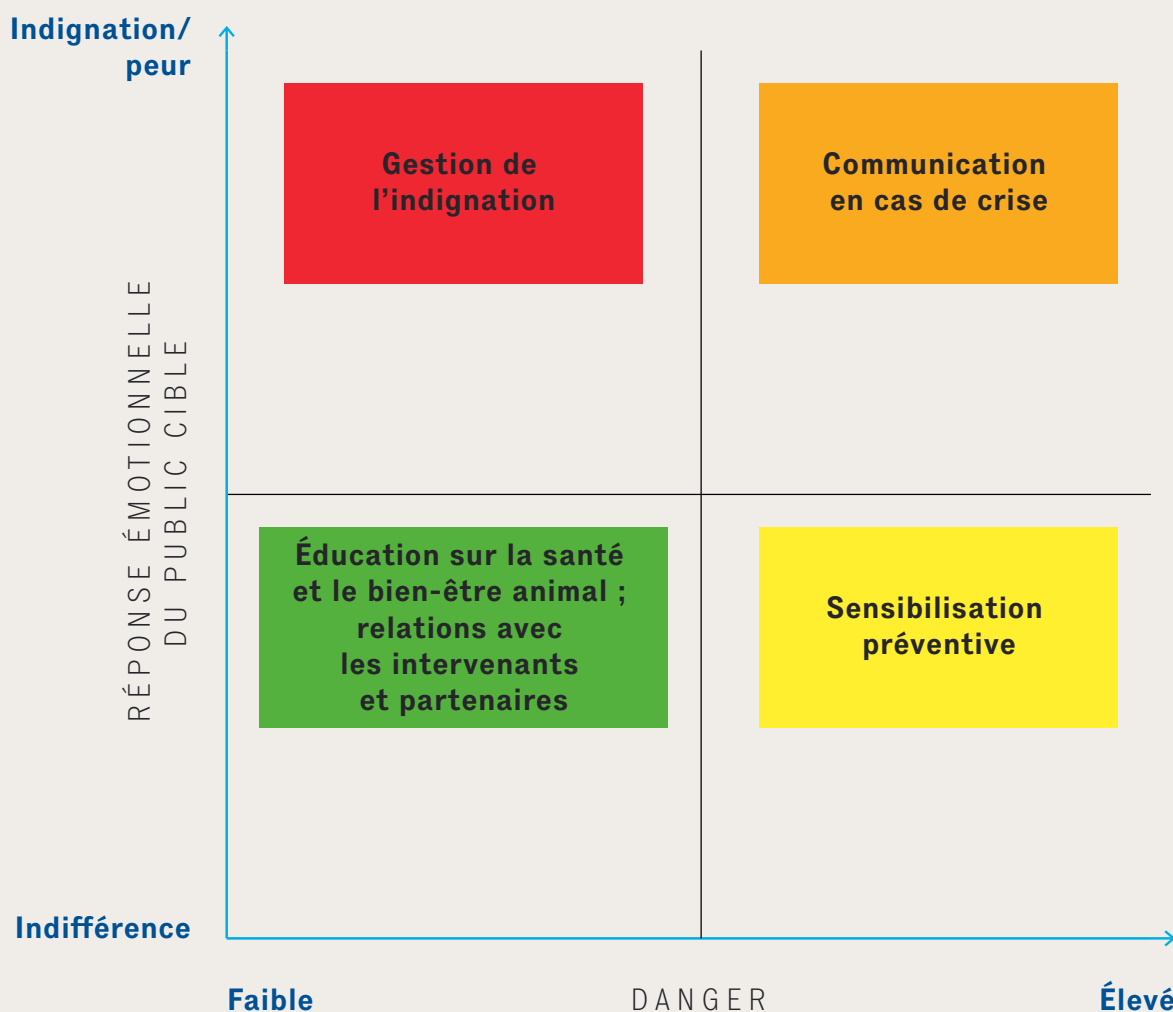 Indignation/
peur
Gestion de
l’indignation
Communication
en cas de crise
RÉPONSE ÉMOTIONNELLE
DU PUBLIC CIBLE
Éducation sur la santé
et le bien-être animal ;
relations avec
les intervenants
et partenaires
Sensibilisation
préventive
Indifférence
Faible
DANGER
Élevé